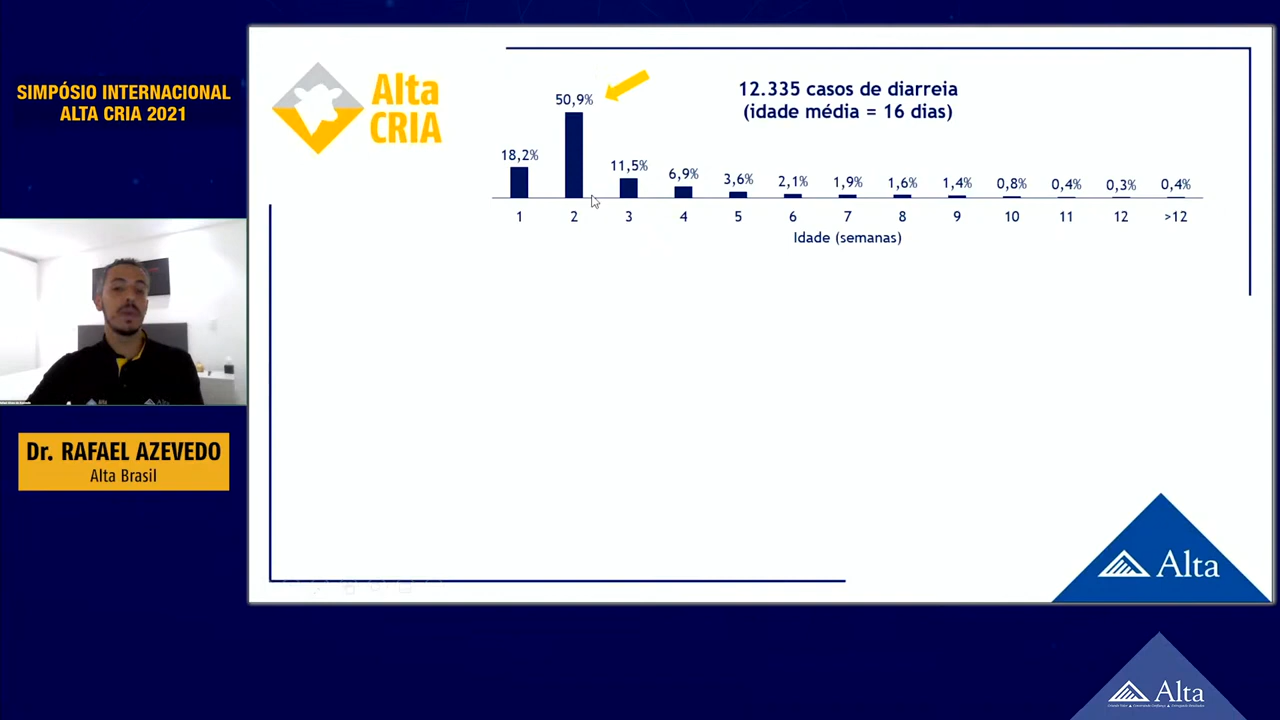 SIMPÓSIO INTERNACIONAL
ALTA CRIA 2021
Alta
CRIA
12.335 casos de diarreia
(idade média = 16 dias)
18,2% 50,9% 11,5% 6,9% 3,6% 2,1% 1,9% 1,6% 1,4% 0,8% 0,4% 0,3% 0,4%
1 2 3 4 5 6 7 8 9 10 11 12 >12
Idade (semanas)
Dr. RAFAEL AZEVEDO
Alta Brasil
Alta
Alta